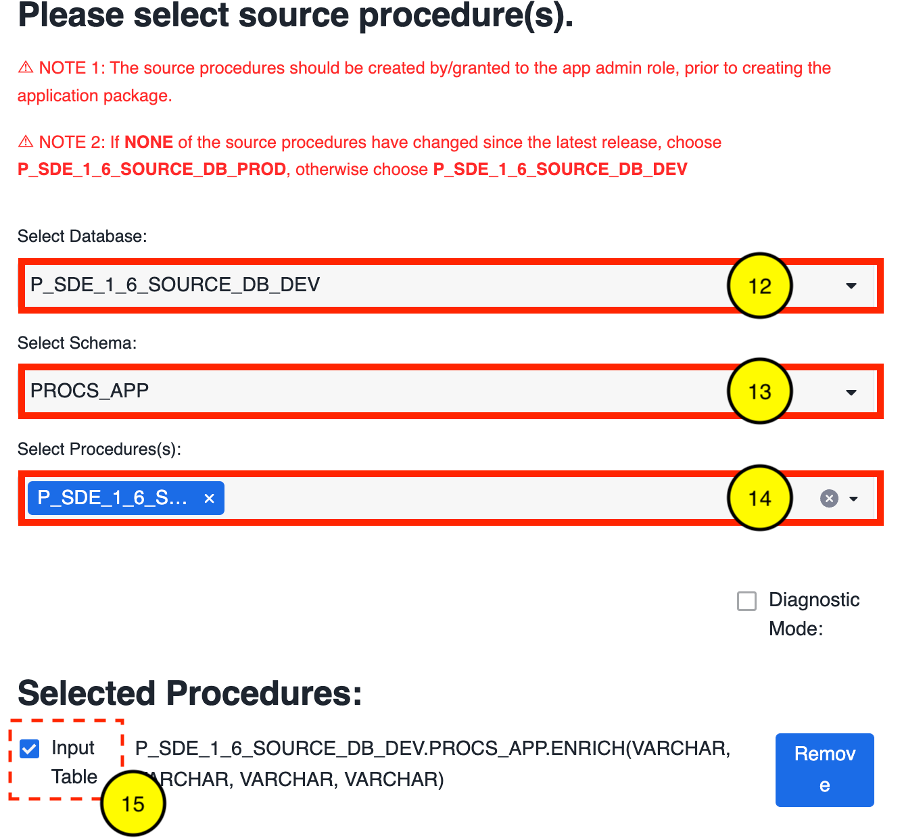 Please select source procedure(s).
⚠ NOTE 1: The source procedures should be created by/granted to the app admin role, prior to creating the
application package.
⚠ NOTE 2: If NONE of the source procedures have changed since the latest release, choose
P_SDE_1_6_SOURCE_DB_PROD, otherwise choose P_SDE_1_6_SOURCE_DB_DEV
Select Database:
P_SDE_1_6_SOURCE_DB_DEV 12
Select Schema:
PROCS_APP 13
Select Procedures(s):
P_SDE_1_6_S... × 14
Diagnostic
Mode:
Selected Procedures:
Input P_SDE_1_6_SOURCE_DB_DEV.PROCS_APP.ENRICH(VARCHAR, Remov
Table ARCHAR, VARCHAR, VARCHAR) e
15